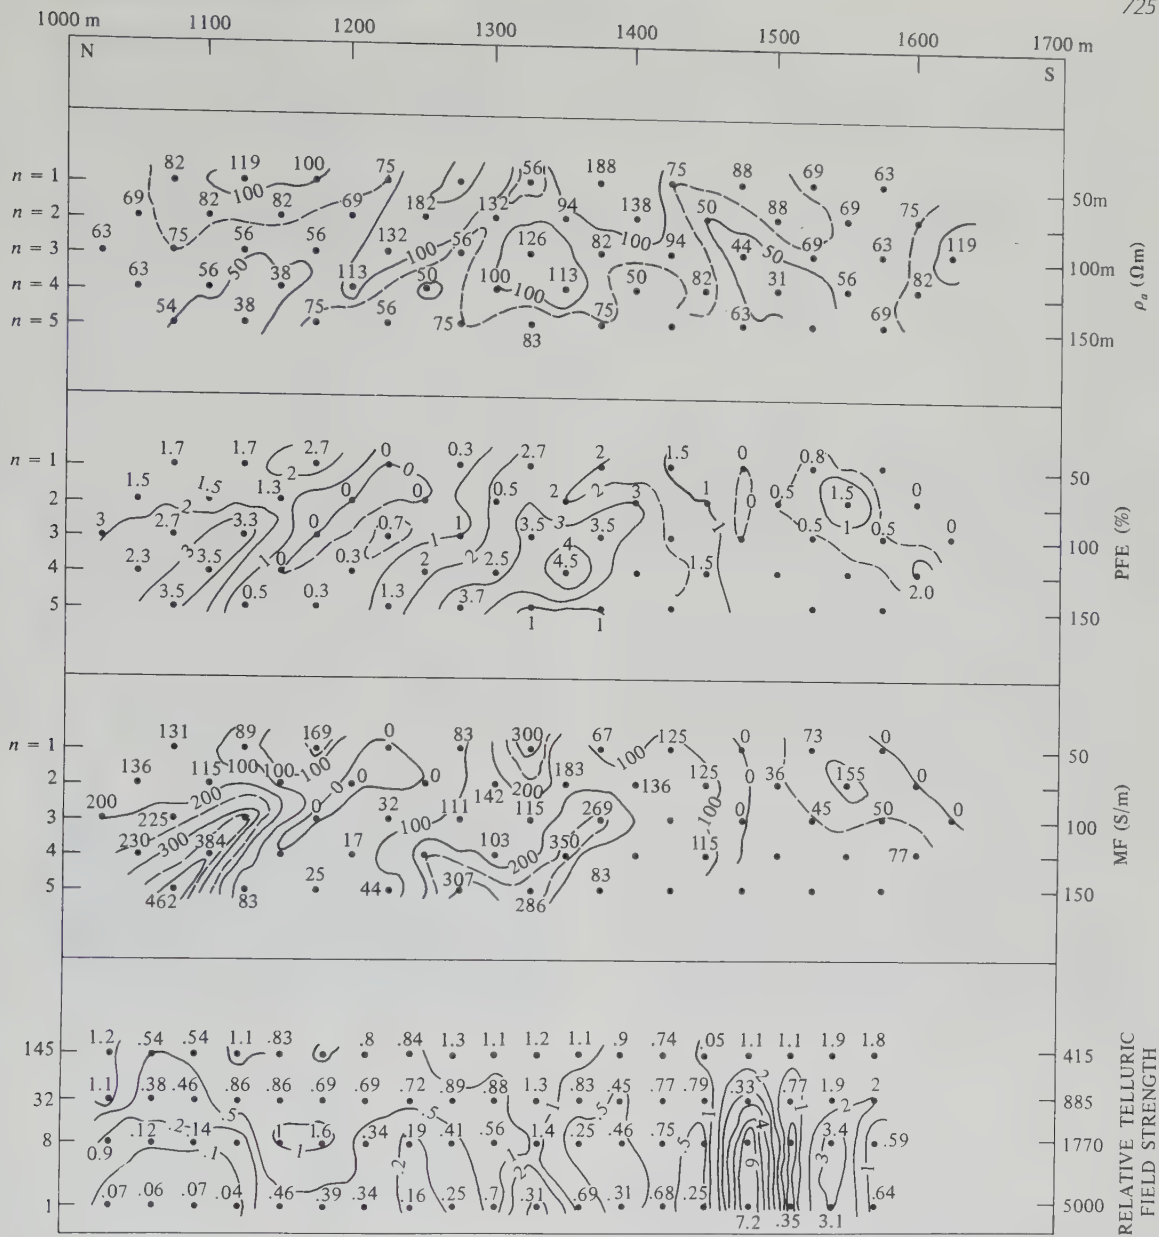 725
1000 m 1100 1200 1300 1400 1500 1600 1700 m
N S
82 119 100 75 56 188 75 88 69 63
n = 1
100
50m
69 82 82 69 182 132 94 138 50 88 69 75
n = 2
63 75 56 56 132 100 56 126 82 100 94 44 69 63 119
n = 3
50 50
63 56 38 113 50 100 113 50 82 31 56 82
n = 4
100
100m
54 38 75 56 75 83 75 63 69
n = 5
150m
ρa (Ωm)
1.7 1.7 2.7 0 0 0.3 2.7 2 1.5 0 0.8
n = 1
2
50
1.5 1.5 1.3 0 0 0.5 2 2 3 1 0 0.5 1.5 0
2
2
3 2.7 3.3 0 0.7 1 3.5 3 3.5 1 0.5 1 0.5 0
3
1 2 4
100
2.3 3.5 0 0.3 2 2.5 4.5 1.5 2.0
4
3 2 1
3.5 0.5 0.3 1.3 3.7 1 1
5
150
PFE (%)
131 89 169 0 83 300 67 125 0 73 0
n = 1
100 100 100
100
50
136 115 0 0 142 200 183 136 125 36 155 0
2
200
200 225 0 32 111 115 269 100 0 45 50 0
3
300 100
100
230 384 17 103 350 115 77
4
200
462 83 25 44 307 286 83
5
150
MF (S/m)
1.2 .54 .54 1.1 .83 .8 .84 1.3 1.1 1.2 1.1 .9 .74 .05 1.1 1.1 1.9 1.8
145
415
1.1 .38 .46 .86 .86 .69 .69 .72 .89 .88 1.3 .83 .45 .77 .79 .33 .77 1.9 2
32
885
.5 .5 1 .5 2 1 2
.12 .2 .14 1 1.6 .34 .19 .41 .56 1.4 .25 .46 .75 .5 4 3.4 .59
8
1770
0.9 .1 1 .2 1 2 1 6 3 1
.07 .06 .07 .04 .46 .39 .34 .16 .25 .7 .31 .69 .31 .68 .25 7.2 .35 3.1 .64
1
5000
RELATIVE TELLURIC
FIELD STRENGTH